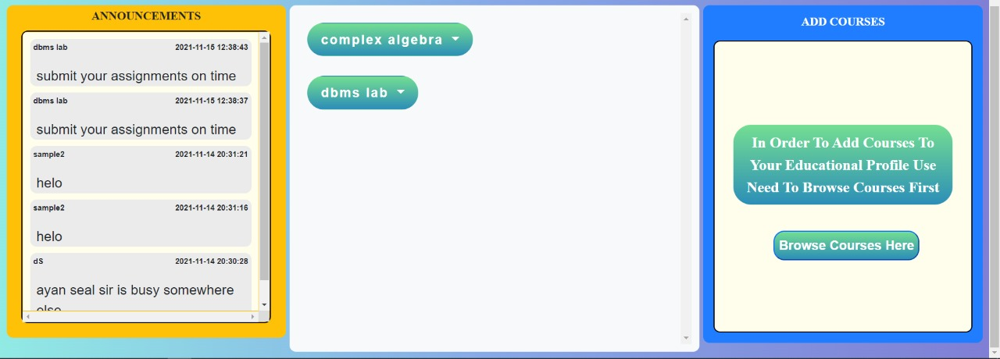 ANNOUNCEMENTS
dbms lab 2021-11-15 12:38:43
submit your assignments on time
dbms lab 2021-11-15 12:38:37
submit your assignments on time
sample2 2021-11-14 20:31:21
helo
sample2 2021-11-14 20:31:16
helo
dS 2021-11-14 20:30:28
ayan seal sir is busy somewhere
else
complex algebra
dbms lab
ADD COURSES
In Order To Add Courses To
Your Educational Profile Use
Need To Browse Courses First
Browse Courses Here